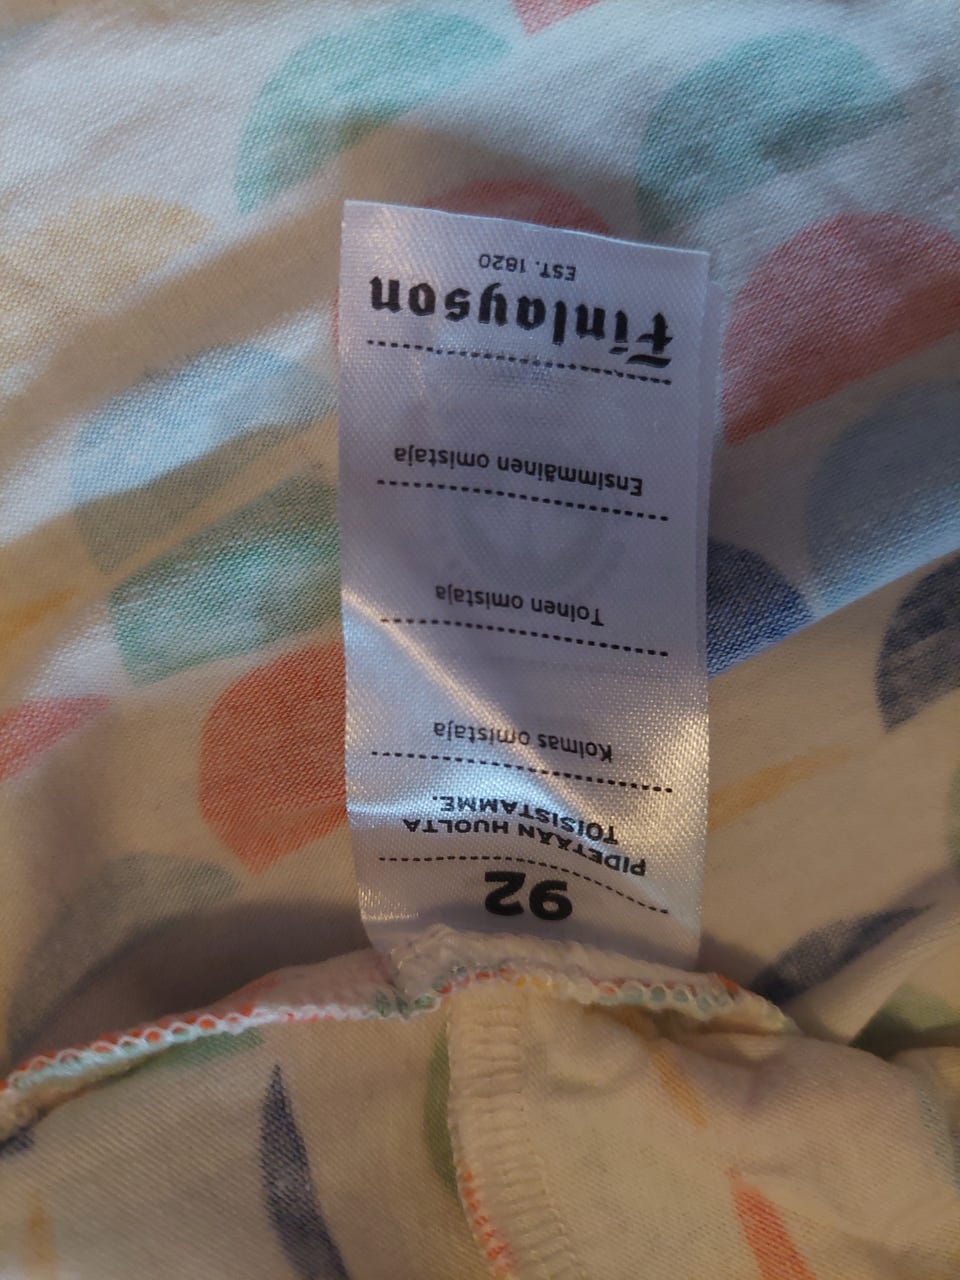 92
PIDETÄÄN HUOLTA
TOISISTAMME.
Kolmas omistaja
Toinen omistaja
Ensimmäinen omistaja
Finlayson
EST. 1820